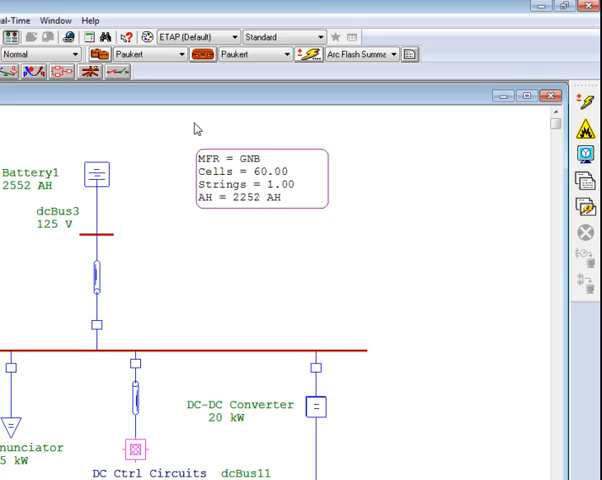 al-Time Window Help
ETAP (Default) Standard
Normal Paukert Paukert Arc Flash Summa
MFR = GNB
Cells = 60.00
Strings = 1.00
AH = 2252 AH
Battery1
2552 AH
dcBus3
125 V
DC-DC Converter
20 kW
nunciator
5 kW
DC Ctrl Circuits dcBus11